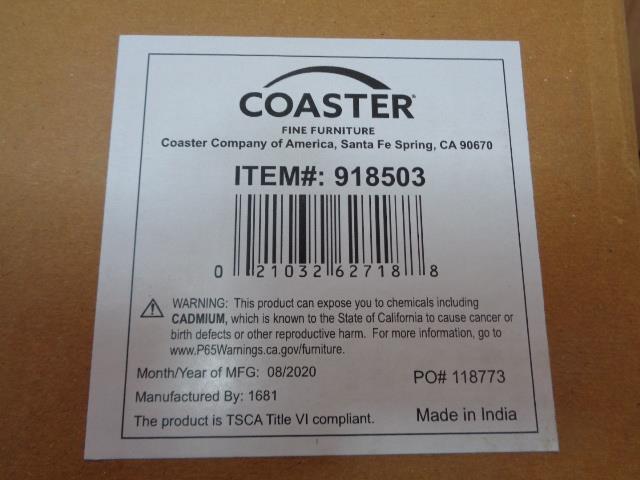 COASTER
FINE FURNITURE
Coaster Company of America, Santa Fe Spring, CA 90670
ITEM#: 918503
0 21032 62718 8
WARNING: This product can expose you to chemicals including
CADMIUM, which is known to the State of California to cause cancer or
birth defects or other reproductive harm. For more information, go to
www.P65Warnings.ca.gov/furniture.
Month/Year of MFG: 08/2020
PO# 118773
Manufactured By: 1681
The product is TSCA Title VI compliant.
Made in India